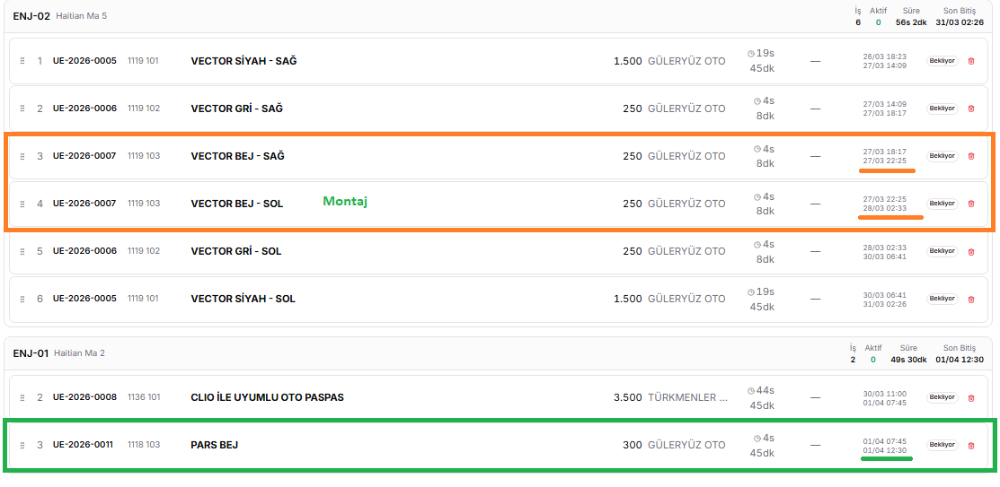 ENJ-02 Haitian Ma 5 İş Aktif Süre Son Bitiş
6 0 56s 2dk 31/03 02:26
1 UE-2026-0005 1119 101 VECTOR SİYAH - SAĞ 1.500 GÜLERYÜZ OTO 19s 45dk — 26/03 18:23 27/03 14:09 Bekliyor
2 UE-2026-0006 1119 102 VECTOR GRİ - SAĞ 250 GÜLERYÜZ OTO 4s 8dk — 27/03 14:09 27/03 18:17 Bekliyor
3 UE-2026-0007 1119 103 VECTOR BEJ - SAĞ 250 GÜLERYÜZ OTO 4s 8dk — 27/03 18:17 27/03 22:25 Bekliyor
4 UE-2026-0007 1119 103 VECTOR BEJ - SOL Montaj 250 GÜLERYÜZ OTO 4s 8dk — 27/03 22:25 28/03 02:33 Bekliyor
5 UE-2026-0006 1119 102 VECTOR GRİ - SOL 250 GÜLERYÜZ OTO 4s 8dk — 28/03 02:33 30/03 06:41 Bekliyor
6 UE-2026-0005 1119 101 VECTOR SİYAH - SOL 1.500 GÜLERYÜZ OTO 19s 45dk — 30/03 06:41 31/03 02:26 Bekliyor
ENJ-01 Haitian Ma 2 İş Aktif Süre Son Bitiş
2 0 49s 30dk 01/04 12:30
2 UE-2026-0008 1136 101 CLIO İLE UYUMLU OTO PASPAS 3.500 TÜRKMENLER ... 44s 45dk — 30/03 11:00 01/04 07:45 Bekliyor
3 UE-2026-0011 1118 103 PARS BEJ 300 GÜLERYÜZ OTO 4s 45dk — 01/04 07:45 01/04 12:30 Bekliyor